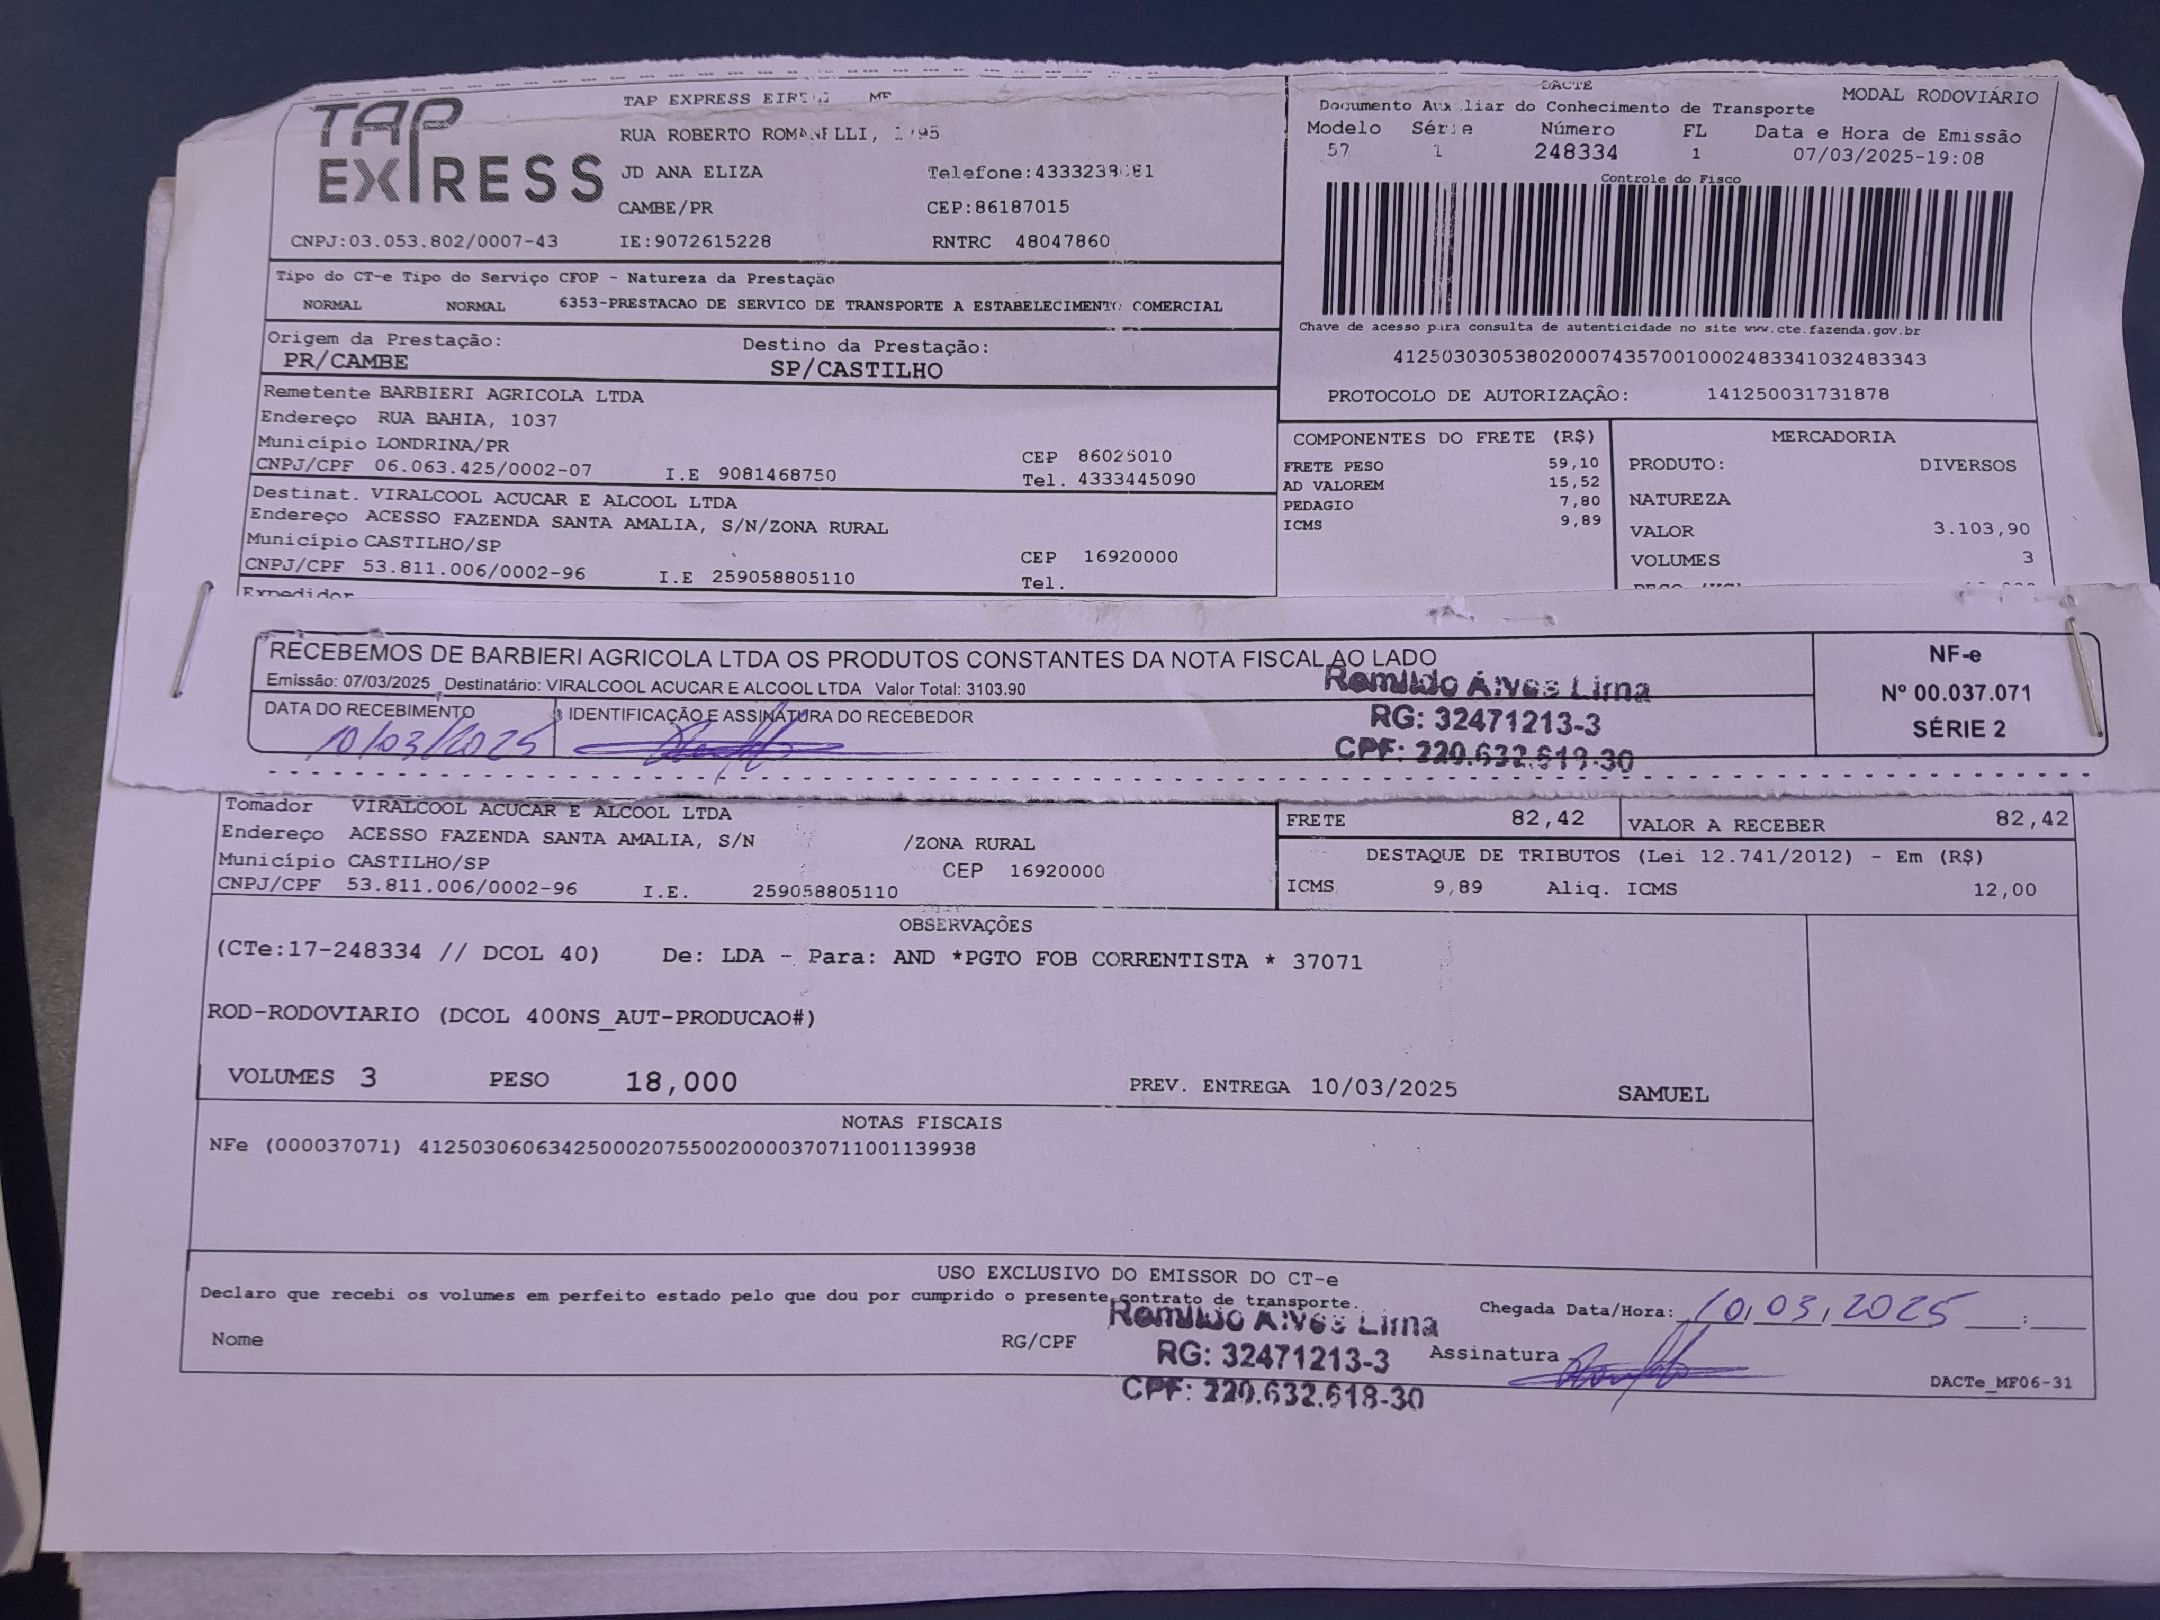 TAP EXPRESS
TAP EXPRESS
RUA ROBERTO
JD ANA ELIZA
CAMBE/PR CEP:86187015
CNPJ:03.053.802/0007-43 IE:9072615228 RNTRC 48047860
DACTE
Documento Auxiliar do Conhecimento de Transporte MODAL RODOVIÁRIO
Modelo Série Número FL Data e Hora de Emissão
57 1 248334 1 07/03/2025-19:08
Controle do Fisco
Chave de acesso para consulta de autenticidade no site www.cte.fazenda.gov.br
41250303053802000743570010002483341032483343
PROTOCOLO DE AUTORIZAÇÃO: 141250031731878
Tipo do CT-e Tipo do Serviço CFOP - Natureza da Prestação
NORMAL NORMAL 6353-PRESTACAO DE SERVICO DE TRANSPORTE A ESTABELECIMENTO COMERCIAL
Origem da Prestação: Destino da Prestação:
PR/CAMBE SP/CASTILHO
Remetente BARBIERI AGRICOLA LTDA
Endereço RUA BAHIA, 1037
Município LONDRINA/PR CEP 86025010
CNPJ/CPF 06.063.425/0002-07 I.E 9081468750 Tel. 4333445090
Destinat. VIRALCOOL ACUCAR E ALCOOL LTDA
Endereço ACESSO FAZENDA SANTA AMALIA, S/N/ZONA RURAL
Município CASTILHO/SP CEP 16920000
CNPJ/CPF 53.811.006/0002-96 I.E 259058805110 Tel.
Expedidor
COMPONENTES DO FRETE (R$)
FRETE PESO 59,10
AD VALOREM 15,52
PEDAGIO 7,80
ICMS 9,89
MERCADORIA
PRODUTO: DIVERSOS
NATUREZA
VALOR 3.103,90
VOLUMES 3
RECEBEMOS DE BARBIERI AGRICOLA LTDA OS PRODUTOS CONSTANTES DA NOTA FISCAL AO LADO
Emissão: 07/03/2025 Destinatário: VIRALCOOL ACUCAR E ALCOOL LTDA Valor Total: 3103.90
DATA DO RECEBIMENTO IDENTIFICAÇÃO E ASSINATURA DO RECEBEDOR
10/03/2025
Romildo Alves Lima
RG: 32471213-3
CPF: 220.632.618-30
NF-e
Nº 00.037.071
SÉRIE 2
Tomador VIRALCOOL ACUCAR E ALCOOL LTDA
Endereço ACESSO FAZENDA SANTA AMALIA, S/N /ZONA RURAL
Município CASTILHO/SP CEP 16920000
CNPJ/CPF 53.811.006/0002-96 I.E. 259058805110
FRETE 82,42 VALOR A RECEBER 82,42
DESTAQUE DE TRIBUTOS (Lei 12.741/2012) - Em (R$)
ICMS 9,89 Aliq. ICMS 12,00
OBSERVAÇÕES
(CTe:17-248334 // DCOL 40) De: LDA - Para: AND *PGTO FOB CORRENTISTA * 37071
ROD-RODOVIARIO (DCOL 400NS_AUT-PRODUCAO#)
VOLUMES 3 PESO 18,000 PREV. ENTREGA 10/03/2025 SAMUEL
NOTAS FISCAIS
NFe (000037071) 41250306063425000207550020000370711001139938
USO EXCLUSIVO DO EMISSOR DO CT-e
Declaro que recebi os volumes em perfeito estado pelo que dou por cumprido o presente contrato de transporte.
Chegada Data/Hora: 10/03/2025 __:__
Nome RG/CPF Assinatura
Romildo Alves Lima
RG: 32471213-3
CPF: 220.632.618-30
DACTe_MF06-31